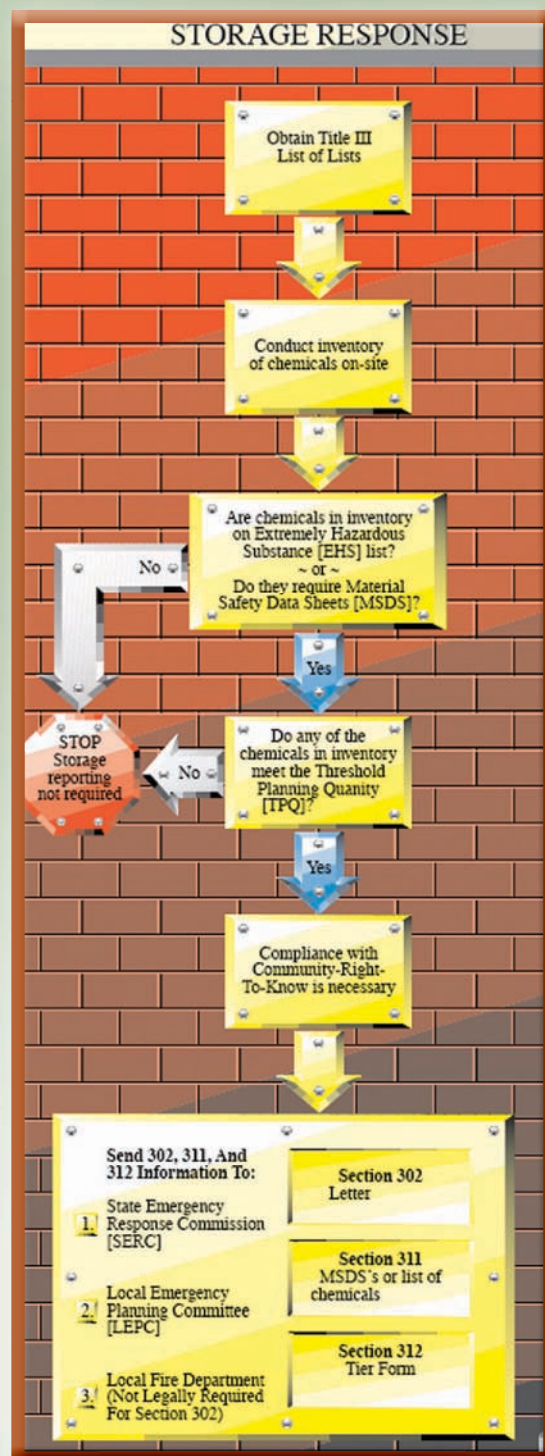 STORAGE RESPONSE
Obtain Title III
List of Lists
Conduct inventory
of chemicals on-site
Are chemicals in inventory
on Extremely Hazardous
Substance [EHS] list?
~ or ~
Do they require Material
Safety Data Sheets [MSDS]?
No
Yes
STOP
Storage
reporting
not required
No
Do any of the
chemicals in inventory
meet the Threshold
Planning Quanity
[TPQ]?
Yes
Compliance with
Community-Right-
To-Know is necessary
Send 302, 311, And
312 Information To:
1. State Emergency
Response Commission
[SERC]
2. Local Emergency
Planning Committee
[LEPC]
3. Local Fire Department
(Not Legally Required
For Section 302)
Section 302
Letter
Section 311
MSDS's or list of
chemicals
Section 312
Tier Form